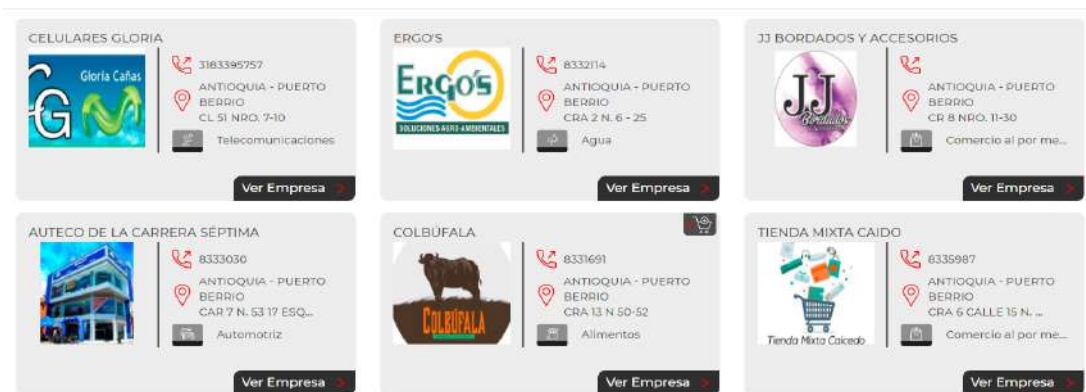 CELULARES GLORIA
Gloria Cañas
G
3183395757
ANTIOQUIA - PUERTO
BERRIO
CL 51 NRO. 7-10
Telecomunicaciones
Ver Empresa >
ERGO'S
ERGO'S
SOLUCIONES AGRO-AMBIENTALES
8332114
ANTIOQUIA - PUERTO
BERRIO
CRA 2 N. 6 - 25
Agua
Ver Empresa >
JJ BORDADOS Y ACCESORIOS
JJ
Bordados
ANTIOQUIA - PUERTO
BERRIO
CR 8 NRO. 11-30
Comercio al por me...
Ver Empresa >
AUTECO DE LA CARRERA SÉPTIMA
8333030
ANTIOQUIA - PUERTO
BERRIO
CAR 7 N. 53 17 ESQ...
Automotriz
Ver Empresa >
COLBÚFALA
COLBÚFALA
8331691
ANTIOQUIA - PUERTO
BERRIO
CRA 13 N 50-52
Alimentos
Ver Empresa >
TIENDA MIXTA CAIDO
Tienda Mixta Caicedo
8335987
ANTIOQUIA - PUERTO
BERRIO
CRA 6 CALLE 15 N. ...
Comercio al por me...
Ver Empresa >